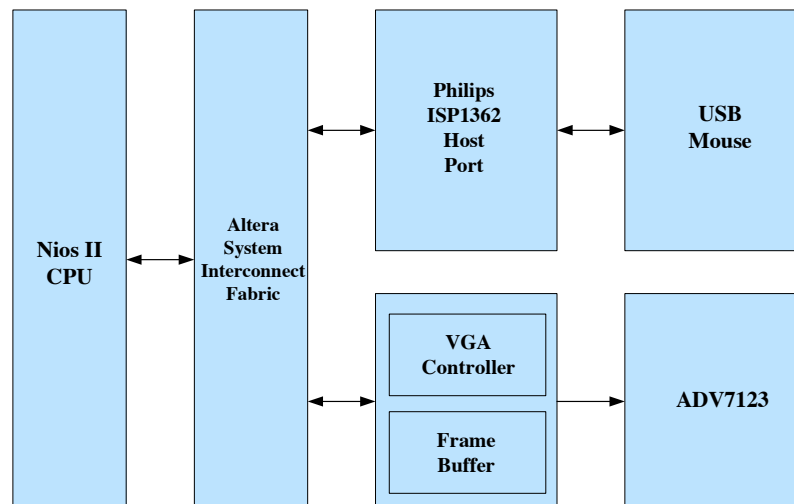 Nios II
CPU
Altera
System
Interconnect
Fabric
Philips
ISP1362
Host
Port
USB
Mouse
VGA
Controller
Frame
Buffer
ADV7123